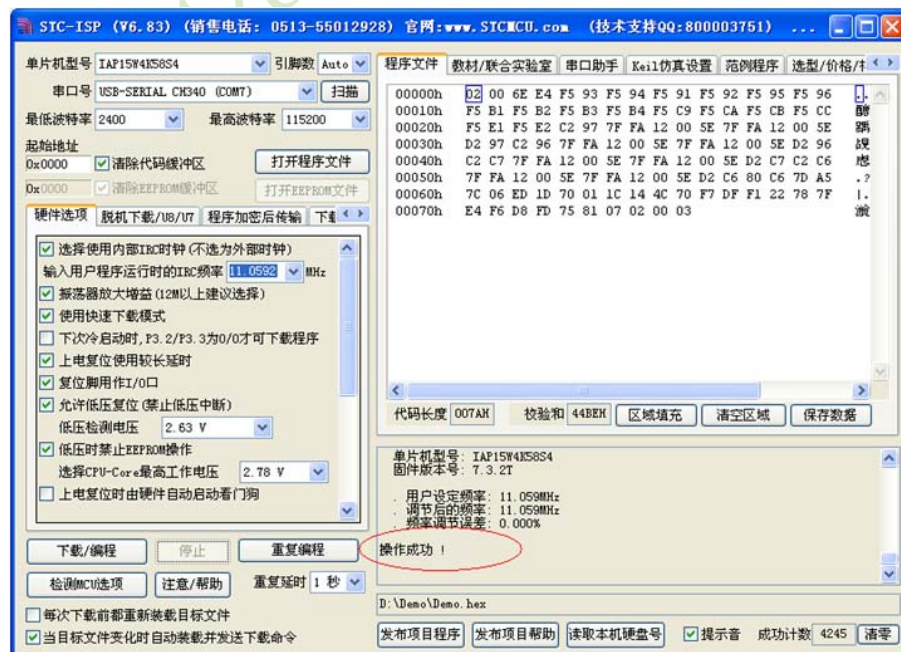 STC-ISP (V6.83) (销售电话: 0513-55012928) 官网:www.STCMCU.com (技术支持QQ:800003751) ...
单片机型号 IAP15W4K58S4 引脚数 Auto
串口号 USB-SERIAL CH340 (COM7) 扫描
最低波特率 2400 最高波特率 115200
起始地址
0x0000 清除代码缓冲区 打开程序文件
0x0000 清除EEPROM缓冲区 打开EEPROM文件
硬件选项 脱机下载/U8/U7 程序加密后传输
选择使用内部IRC时钟(不选为外部时钟)
输入用户程序运行时的IRC频率 11.0592 MHz
振荡器放大增益(12M以上建议选择)
使用快速下载模式
下次冷启动时,P3.2/P3.3为0/0才可下载程序
上电复位使用较长延时
复位脚用作I/O口
允许低压复位(禁止低压中断)
低压检测电压 2.63 V
低压时禁止EEPROM操作
选择CPU-Core最高工作电压 2.78 V
上电复位时由硬件自动启动看门狗
下载/编程 停止 重复编程
检测MCU选项 注意/帮助 重复延时 1 秒
每次下载前都重新装载目标文件
当目标文件变化时自动装载并发送下载命令
程序文件 教材/联合实验室 串口助手 Keil仿真设置 范例程序 选型/价格/
00000h 02 00 6E E4 F5 93 F5 94 F5 91 F5 92 F5 95 F5 96
00010h F5 B1 F5 B2 F5 B3 F5 B4 F5 C9 F5 CA F5 CB F5 CC
00020h F5 E1 F5 E2 C2 97 7F FA 12 00 5E 7F FA 12 00 5E
00030h D2 97 C2 96 7F FA 12 00 5E 7F FA 12 00 5E D2 96
00040h C2 C7 7F FA 12 00 5E 7F FA 12 00 5E D2 C7 C2 C6
00050h 7F FA 12 00 5E 7F FA 12 00 5E D2 C6 80 C6 7D A5
00060h 7C 06 ED 1D 70 01 1C 14 4C 70 F7 DF F1 22 78 7F
00070h E4 F6 D8 FD 75 81 07 02 00 03
代码长度 007AH 校验和 44BEH 区域填充 清空区域 保存数据
单片机型号: IAP15W4K58S4
固件版本号: 7.3.2T
. 用户设定频率: 11.059MHz
. 调节后的频率: 11.059MHz
. 频率调节误差: 0.000%
操作成功 !
D:\Demo\Demo.hex
发布项目程序 发布项目帮助 读取本机硬盘号 提示音 成功计数 4245 清零